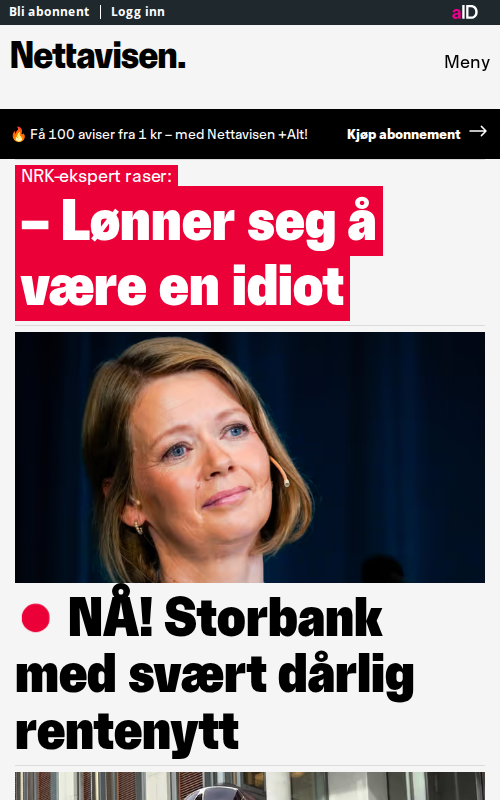 Bli abonnent Logg inn aID
Nettavisen.
Meny
🔥 Få 100 aviser fra 1 kr – med Nettavisen +Alt! Kjøp abonnement →
NRK-ekspert raser:
– Lønner seg å
være en idiot
NÅ! Storbank
med svært dårlig
rentenytt